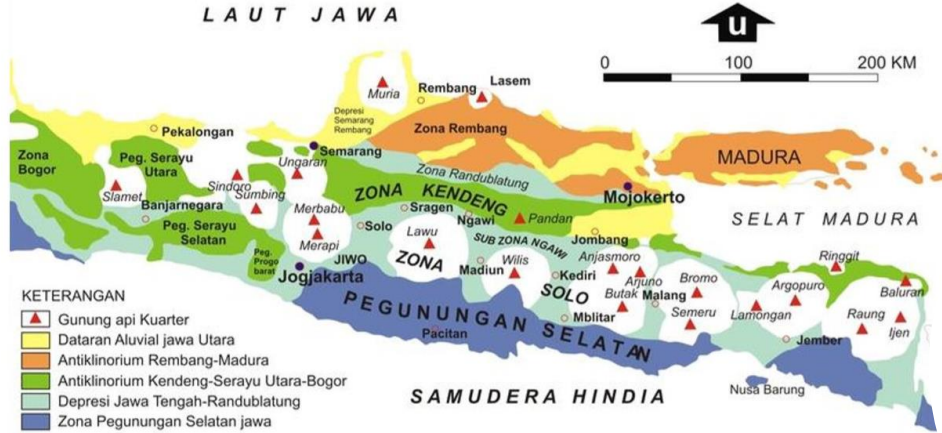 LAUT JAWA
u
0 100 200 KM
Muria
Rembang
Lasem
Depresi
Semarang
Rembang
Zona Rembang
Pekalongan
Semarang
MADURA
Zona
Bogor
Peg. Serayu
Utara
Ungaran
Zona Randublatung
Slamet
Sindoro
Sumbing
ZONA KENDENG
Mojokerto
Banjarnegara
Merbabu
Sragen
Ngawi
Pandan
SELAT MADURA
Peg. Serayu
Selatan
Solo
Merapi
Lawu
SUB ZONA NGAWI
Jombang
Peg.
Progo
barat
JIWO
ZONA
Wilis
Anjasmoro
Ringgit
Jogjakarta
Madiun
Kediri
Arjuno
Bromo
Argopuro
Baluran
KETERANGAN
SOLO
Butak
Malang
Gunung api Kuarter
PEGUNUNGAN SELATAN
Mblitar
Semeru
Lamongan
Raung
Ijen
Dataran Aluvial jawa Utara
Pacitan
Jember
Antiklinorium Rembang-Madura
Antiklinorium Kendeng-Serayu Utara-Bogor
Nusa Barung
Depresi Jawa Tengah-Randublatung
SAMUDERA HINDIA
Zona Pegunungan Selatan jawa